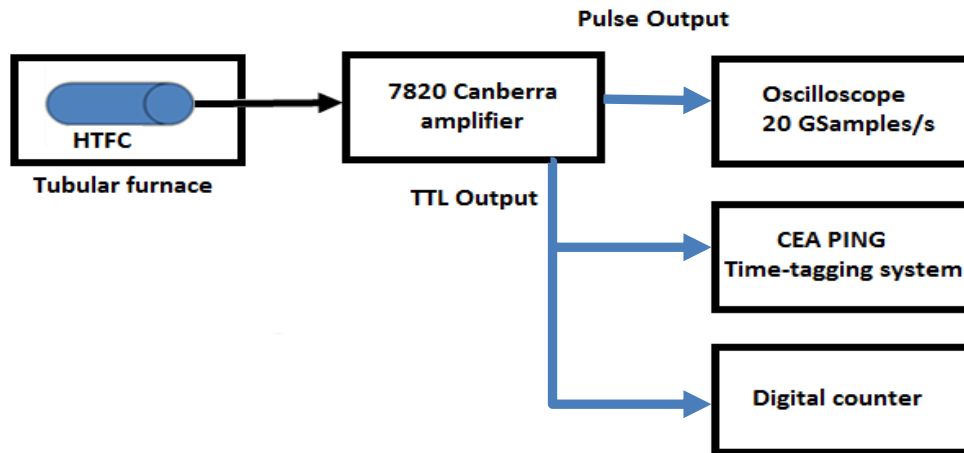 Pulse Output
7820 Canberra
amplifier
Oscilloscope
20 GSamples/s
HTFC
Tubular furnace
TTL Output
CEA PING
Time-tagging system
Digital counter